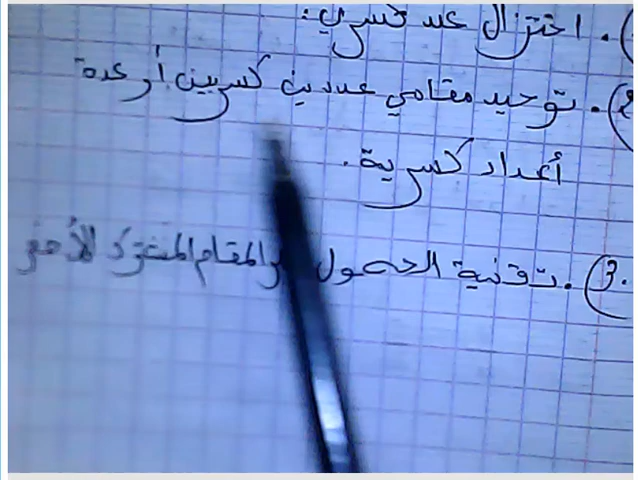 . اختزال عدد كسري:
2). توحيد مقامي عددين كسريين أو عدة
أعداد كسرية.
3). تقنية الحصول المقام المشترك الأصغر